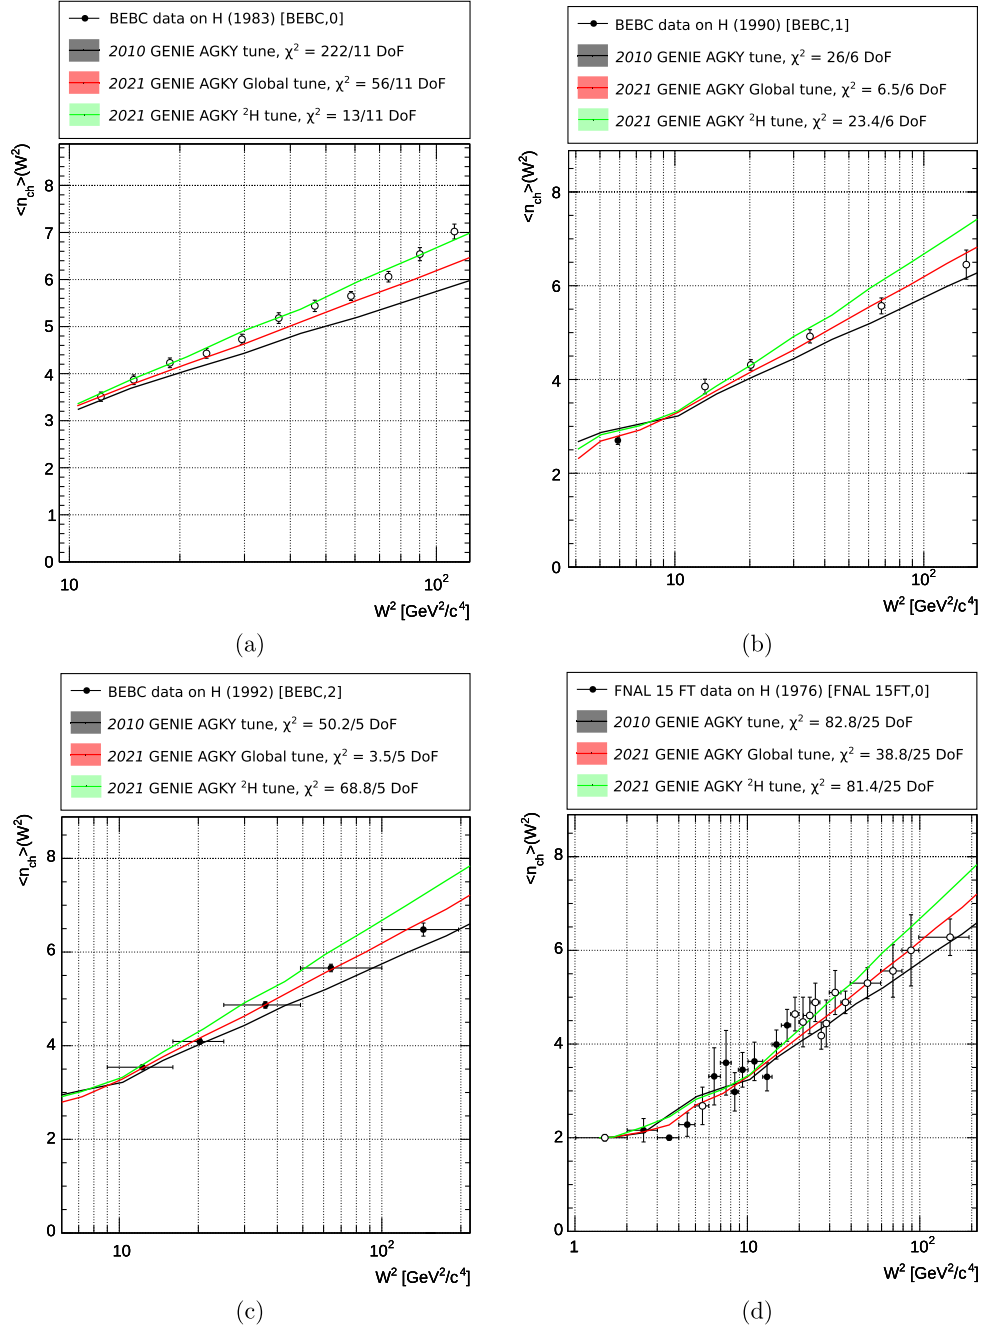 BEBC data on H (1983) [BEBC,0]
2010 GENIE AGKY tune, χ² = 222/11 DoF
2021 GENIE AGKY Global tune, χ² = 56/11 DoF
2021 GENIE AGKY ²H tune, χ² = 13/11 DoF
<n_ch>(W²)
8
7
6
5
4
3
2
1
0
10
10²
W² [GeV²/c⁴]
(a)
BEBC data on H (1990) [BEBC,1]
2010 GENIE AGKY tune, χ² = 26/6 DoF
2021 GENIE AGKY Global tune, χ² = 6.5/6 DoF
2021 GENIE AGKY ²H tune, χ² = 23.4/6 DoF
<n_ch>(W²)
8
6
4
2
0
10
10²
W² [GeV²/c⁴]
(b)
BEBC data on H (1992) [BEBC,2]
2010 GENIE AGKY tune, χ² = 50.2/5 DoF
2021 GENIE AGKY Global tune, χ² = 3.5/5 DoF
2021 GENIE AGKY ²H tune, χ² = 68.8/5 DoF
<n_ch>(W²)
8
6
4
2
0
10
10²
W² [GeV²/c⁴]
(c)
FNAL 15 FT data on H (1976) [FNAL 15FT,0]
2010 GENIE AGKY tune, χ² = 82.8/25 DoF
2021 GENIE AGKY Global tune, χ² = 38.8/25 DoF
2021 GENIE AGKY ²H tune, χ² = 81.4/25 DoF
<n_ch>(W²)
8
6
4
2
0
1
10
10²
W² [GeV²/c⁴]
(d)